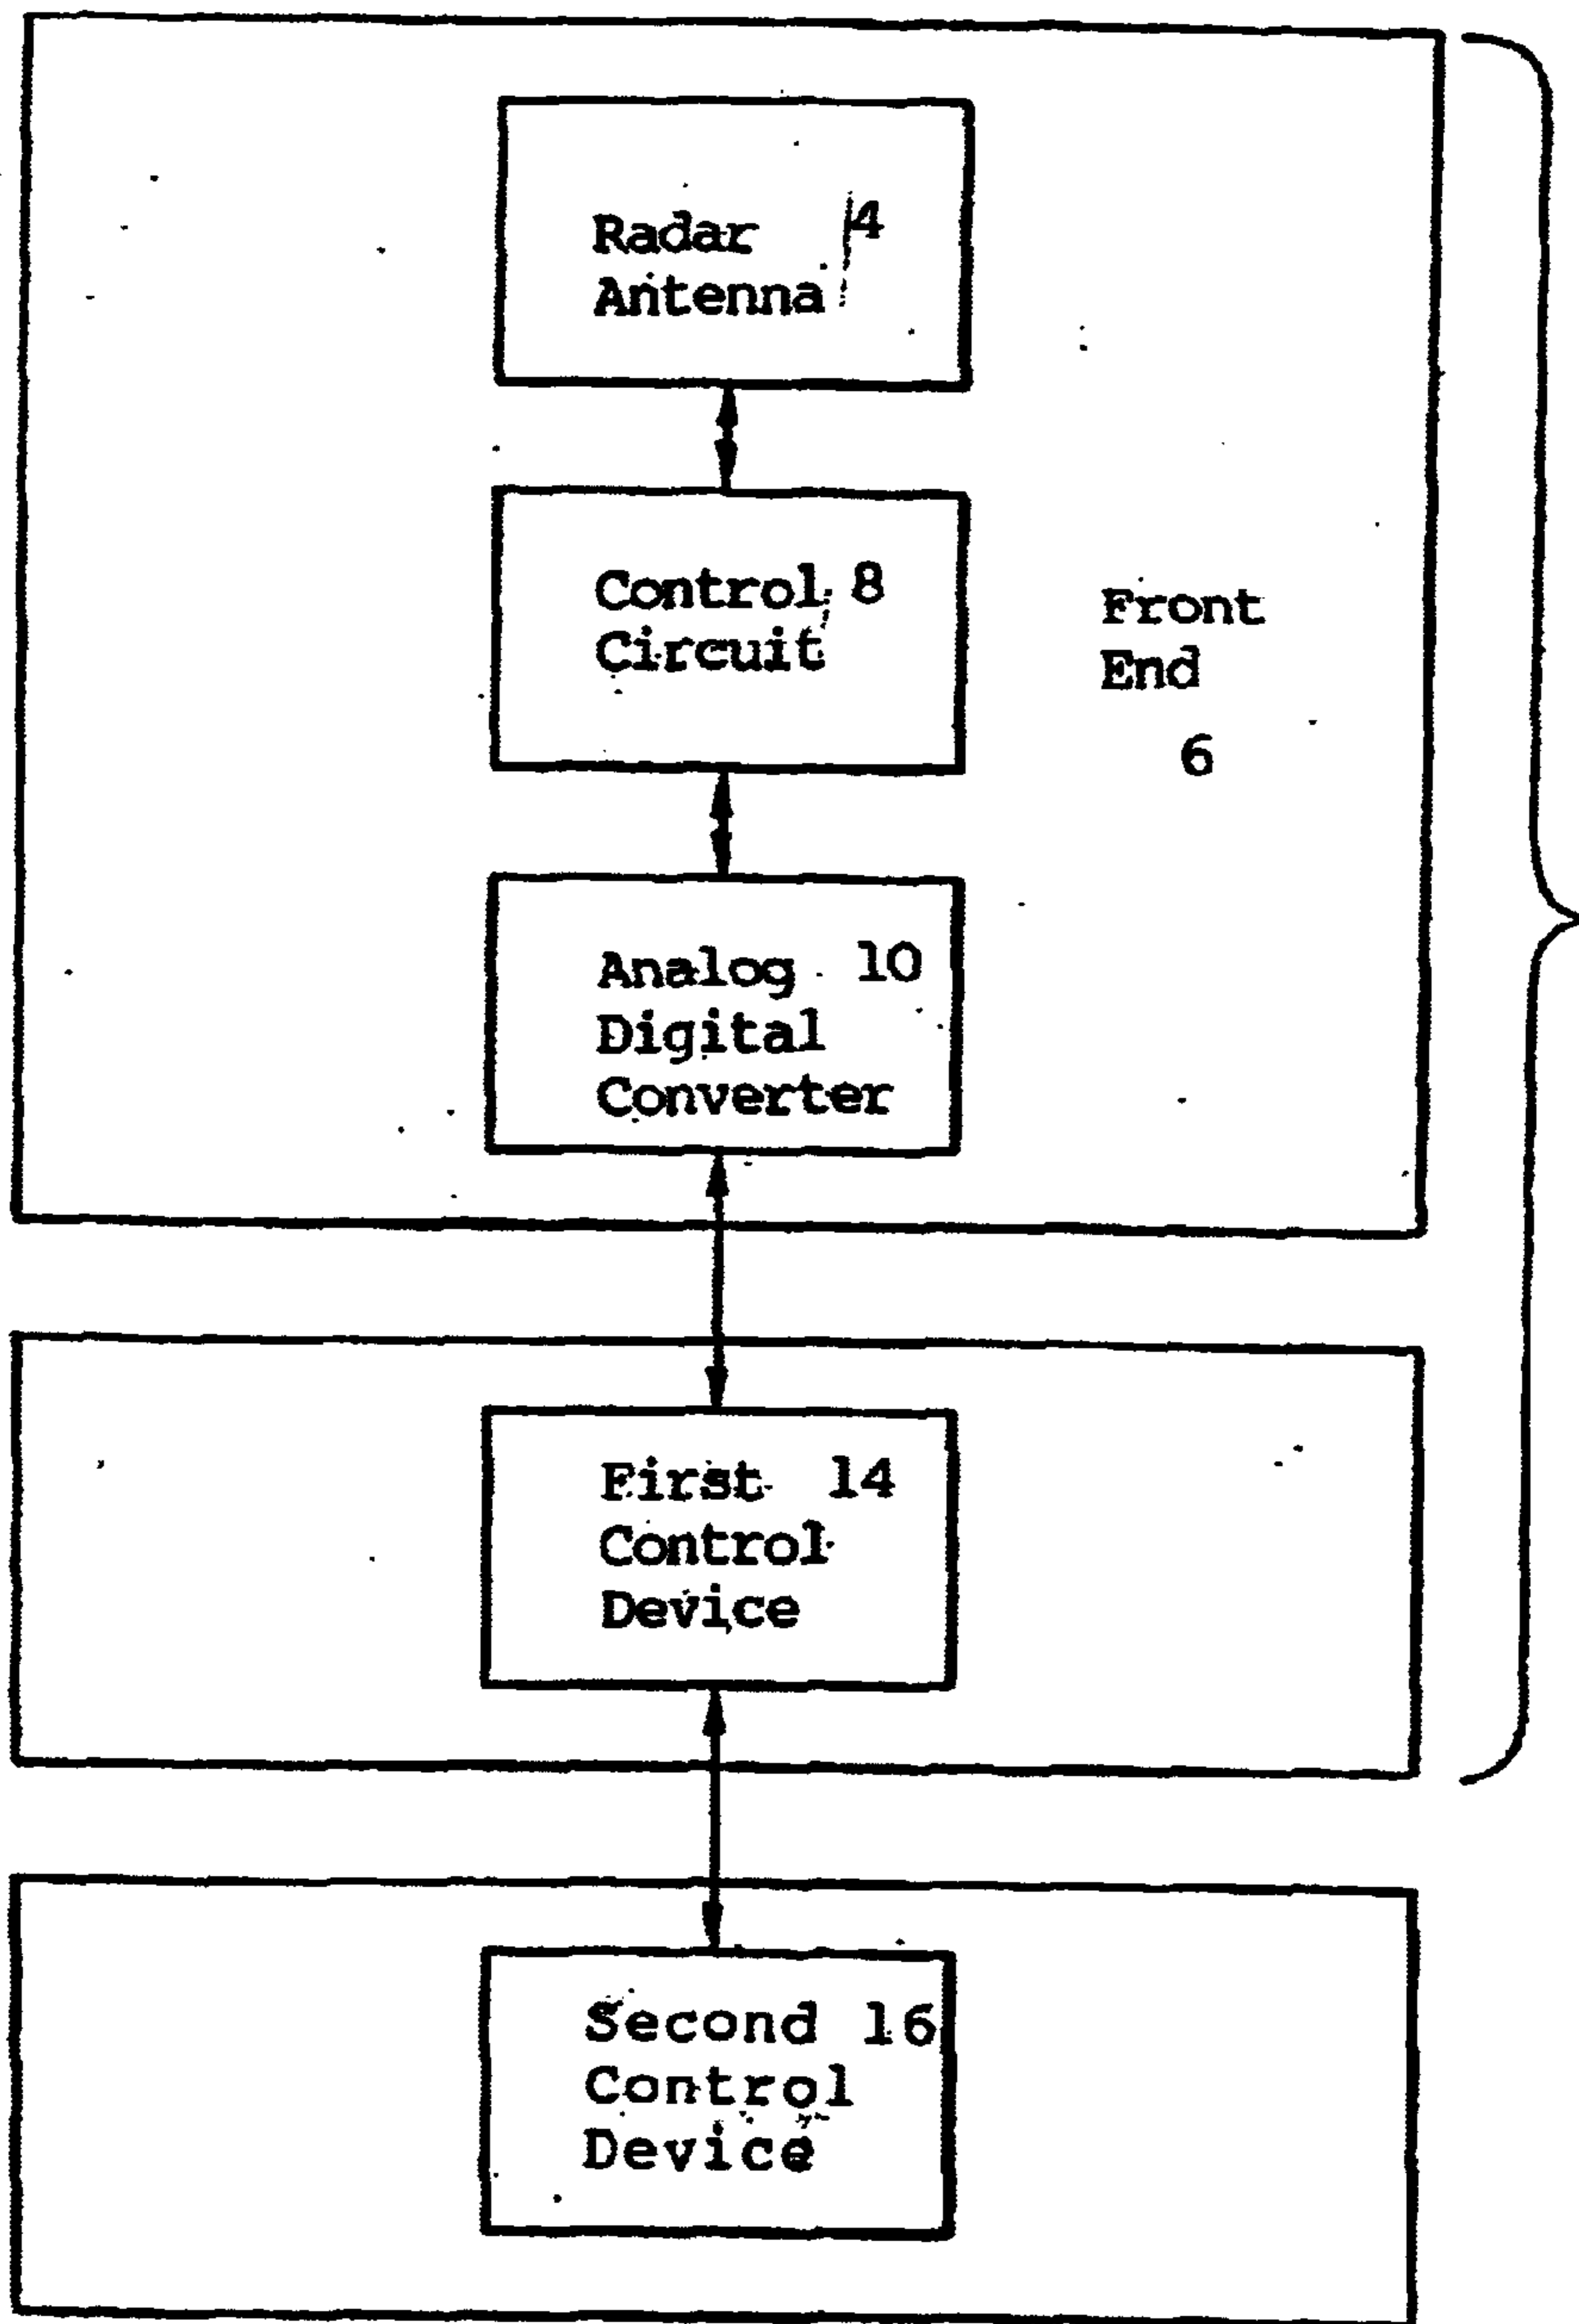 Radar 4
Antenna
Control 8
Circuit
Front
End
6
Analog 10
Digital
Converter
First 14
Control
Device
Second 16
Control
Device